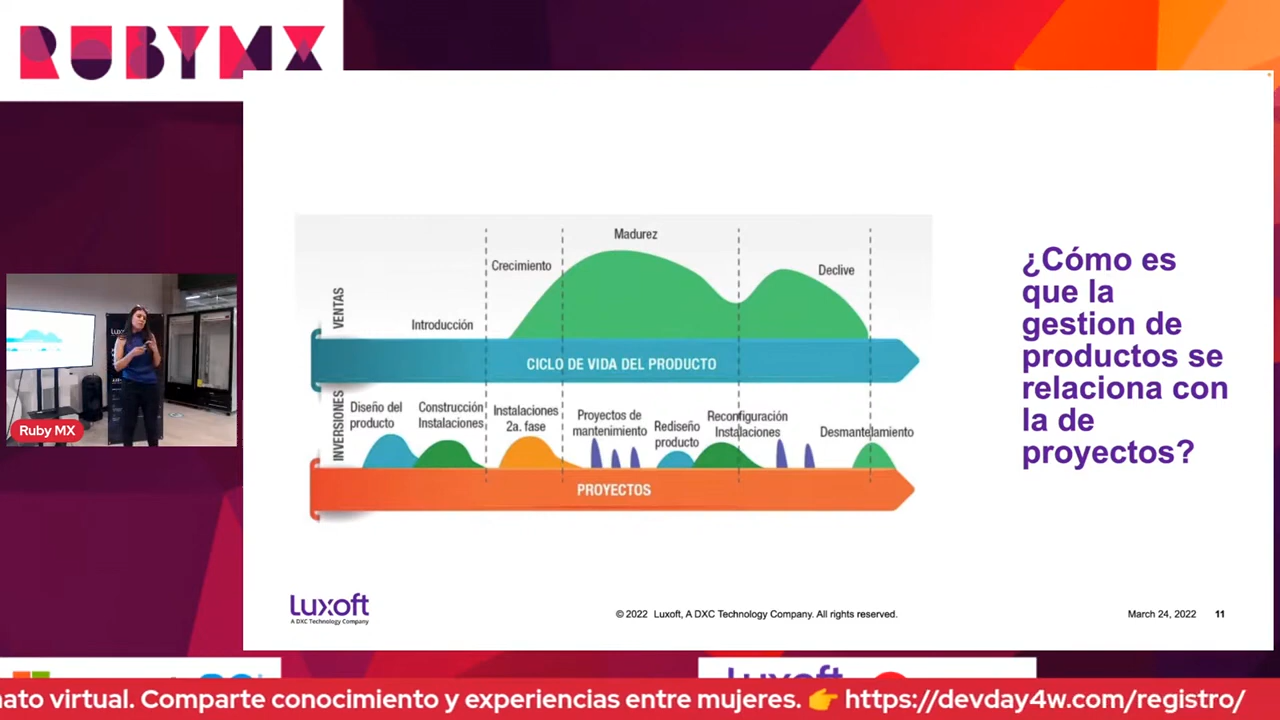 RUBYMX
¿Cómo es
que la
gestion de
productos se
relaciona con
la de
proyectos?
VENTAS
Introducción
Crecimiento
Madurez
Declive
CICLO DE VIDA DEL PRODUCTO
INVERSIONES
Diseño del
producto
Construcción
Instalaciones
Instalaciones
2a. fase
Proyectos de
mantenimiento
Rediseño
producto
Reconfiguración
Instalaciones
Desmantelamiento
PROYECTOS
Ruby MX
Luxoft
A DXC Technology Company
© 2022 Luxoft, A DXC Technology Company. All rights reserved.
March 24, 2022 11
virtual. Comparte conocimiento y experiencias entre mujeres. 👉 https://devday4w.com/registro/